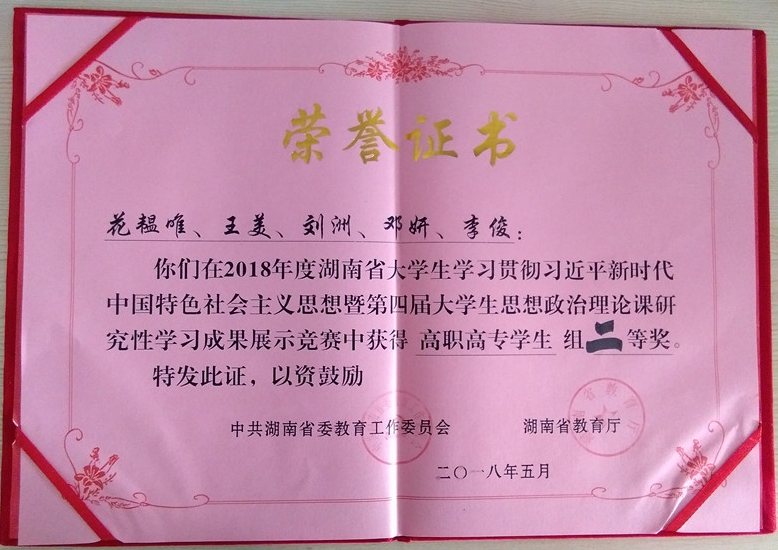 荣誉证书
花韫唯、王美、刘洲、邓妍、李俊：
你们在2018年度湖南省大学生学习贯彻习近平新时代
中国特色社会主义思想暨第四届大学生思想政治理论课研
究性学习成果展示竞赛中获得 高职高专学生 组二等奖。
特发此证，以资鼓励
中共湖南省委教育工作委员会 湖南省教育厅
二〇一八年五月
湖南省教育厅